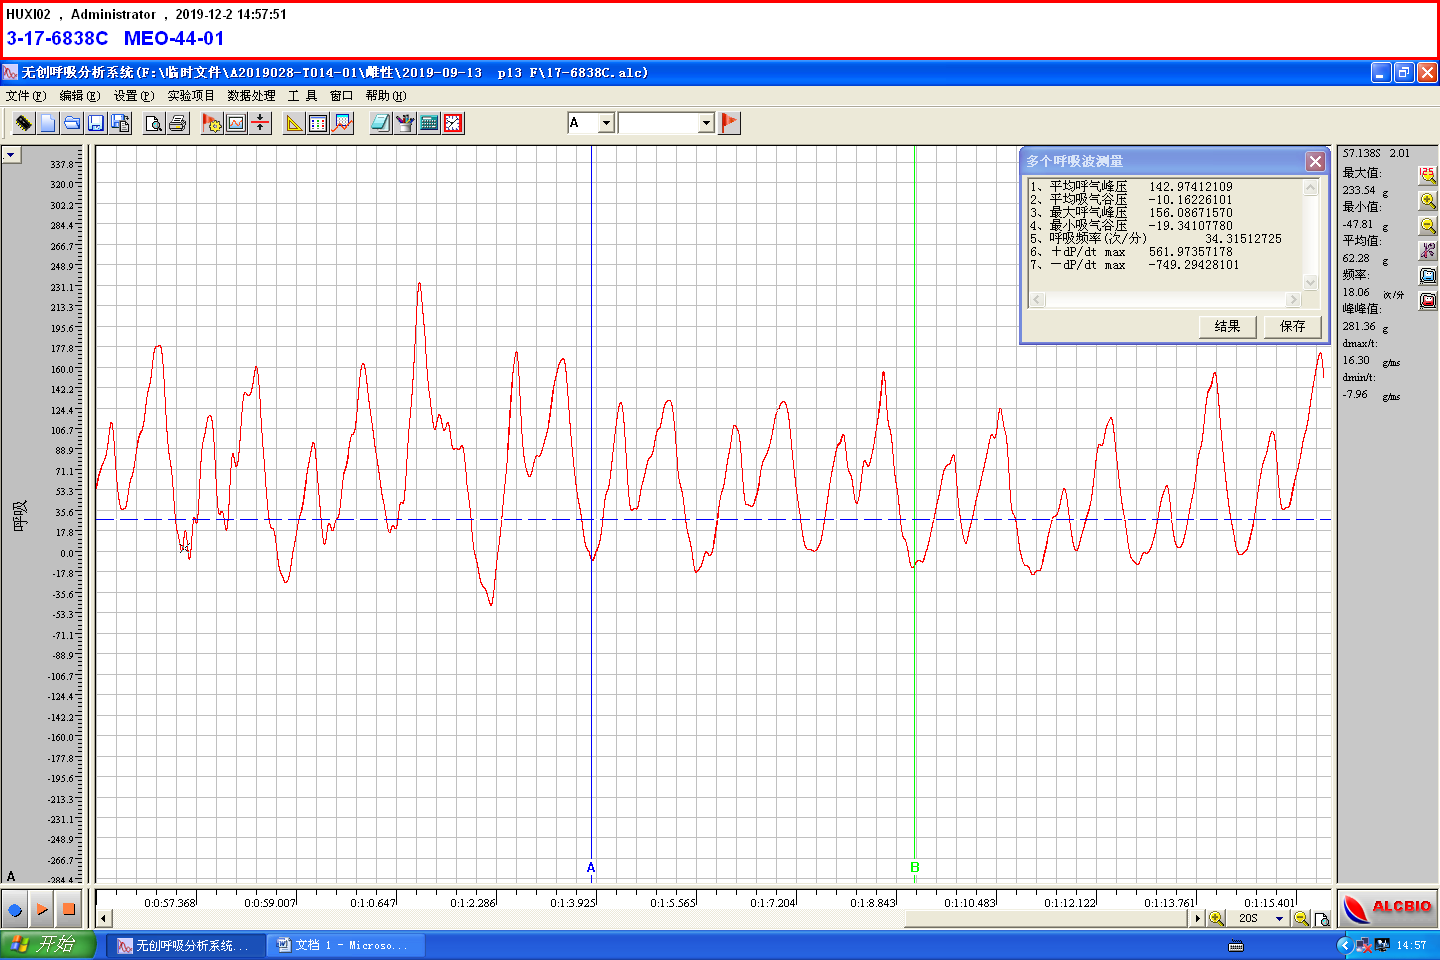 HUXI02 , Administrator , 2019-12-2 14:57:51
3-17-6838C MEO-44-01
无创呼吸分析系统(F:\临时文件\A2019028-T014-01\雌性\2019-09-13 p13 F\17-6838C.alc)
文件(F) 编辑(E) 设置(P) 实验项目 数据处理 工 具 窗口 帮助(H)
A
多个呼吸波测量
1、平均呼气峰压 142.97412109
2、平均吸气谷压 -10.16226101
3、最大呼气峰压 156.08671570
4、最小吸气谷压 -19.34107780
5、呼吸频率(次/分) 34.31512725
6、＋dP/dt max 561.97357178
7、－dP/dt max -749.29428101
结果 保存
57.138S 2.01
最大值:
233.54 g
最小值:
-47.81 g
平均值:
62.28 g
频率:
18.06 次/分
峰峰值:
281.36 g
dmax/t:
16.30 g/ms
dmin/t:
-7.96 g/ms
125
337.8
320.0
302.2
284.4
266.7
248.9
231.1
213.3
195.6
177.8
160.0
142.2
124.4
106.7
88.9
71.1
53.3
35.6
17.8
0.0
-17.8
-35.6
-53.3
-71.1
-88.9
-106.7
-124.4
-142.2
-160.0
-177.8
-195.6
-213.3
-231.1
-248.9
-266.7
-284.4
呼吸
A
A B
0:0:57.368 0:0:59.007 0:1:0.647 0:1:2.286 0:1:3.925 0:1:5.565 0:1:7.204 0:1:8.843 0:1:10.483 0:1:12.122 0:1:13.761 0:1:15.401
20S
ALCBIO
开始 无创呼吸分析系统... 文档 1 - Microso... 14:57